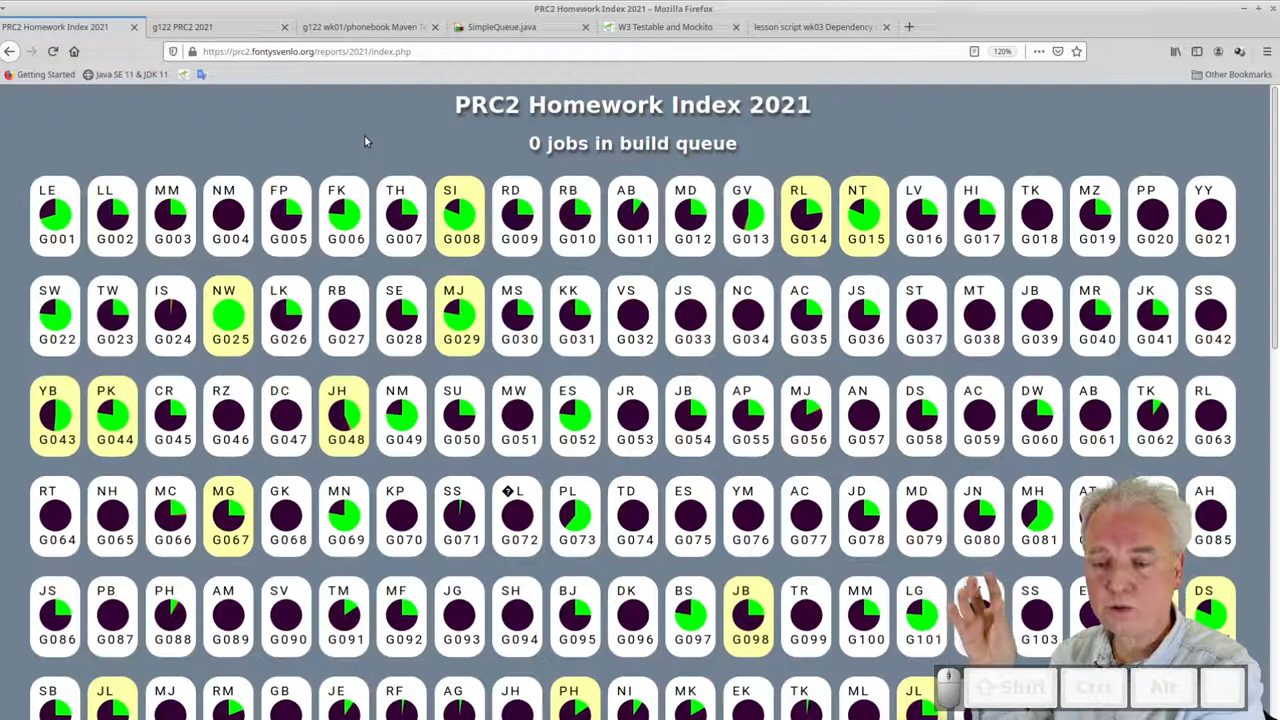 PRC2 Homework Index 2021 – Mozilla Firefox
PRC2 Homework Index 2021
g122 PRC2 2021
g122 wk01/phonebook Maven Te
SimpleQueue.java
W3 Testable and Mockito
lesson script wk03 Dependency
https://prc2.fontysvenlo.org/reports/2021/index.php
120%
Getting Started
Java SE 11 & JDK 11
Other Bookmarks
PRC2 Homework Index 2021
0 jobs in build queue
LE LL MM NM FP FK TH SI RD RB AB MD GV RL NT LV HI TK MZ PP YY
G001 G002 G003 G004 G005 G006 G007 G008 G009 G010 G011 G012 G013 G014 G015 G016 G017 G018 G019 G020 G021
SW TW IS NW LK RB SE MJ MS KK VS JS NC AC JS ST MT JB MR JK SS
G022 G023 G024 G025 G026 G027 G028 G029 G030 G031 G032 G033 G034 G035 G036 G037 G038 G039 G040 G041 G042
YB PK CR RZ DC JH NM SU MW ES JR JB AP MJ AN DS AC DW AB TK RL
G043 G044 G045 G046 G047 G048 G049 G050 G051 G052 G053 G054 G055 G056 G057 G058 G059 G060 G061 G062 G063
RT NH MC MG GK MN KP SS �L PL TD ES YM AC JD MD JN MH AH
G064 G065 G066 G067 G068 G069 G070 G071 G072 G073 G074 G075 G076 G077 G078 G079 G080 G081 G085
JS PB PH AM SV TM MF JG SH BJ DK BS JB TR MM LG SS DS
G086 G087 G088 G089 G090 G091 G092 G093 G094 G095 G096 G097 G098 G099 G100 G101 G103
SB JL MJ RM GB JE RF AG JH PH NI MK EK TK ML JL
Shift Ctrl Alt